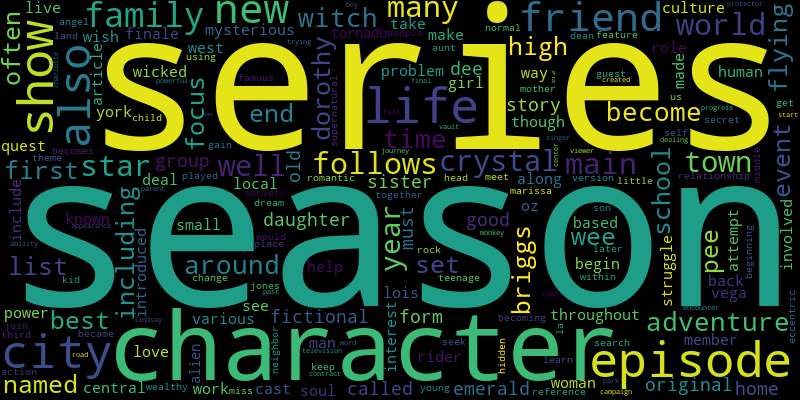 series
season
character
episode
life
show
also
family
new
many
friend
world
city
witch
dorothy
high
become
follows
crystal
main
town
first
star
well
time
around
adventure
including
focus
end
live
often
wish
finale
mysterious
take
make
tornado
people
boy
trying
normal
dean
feature
protector
culture
role
made
human
flying
event
get
us
start
angel
land
article
west
using
wicked
york
child
powerful
famous
supernatural
aunt
problem
dee
girl
final
mother
way
story
though
guest
created
secret
progress
quest
theme
becomes
played
gain
group
old
first
journey
vault
singer
viewer
center
self
dealing
school
middle
deal
local
sister
romantic
head
meet
along
marissa
version
little
relationship
include
parent
known
society
dream
together
teenage
daughter
year
must
good
oz
based
son
later
wee
pee
attempt
involved
small
would
place
appearance
ability
introduced
list
kid
change
help
rock
monkey
set
briggs
begin
within
struggle
back
vega
beginning
eccentric
power
join
third
became
lindsay
best
various
see
jones
past
fictional
lois
interest
form
becoming
throughout
search
member
encounter
action
road
love
alien
neighbor
television
man
word
keep
contract
rider
seek
hidden
la
learn
named
central
wealthy
work
miss
cast
soul
called
young
emerald
reference
woman
park
campaign
original
home